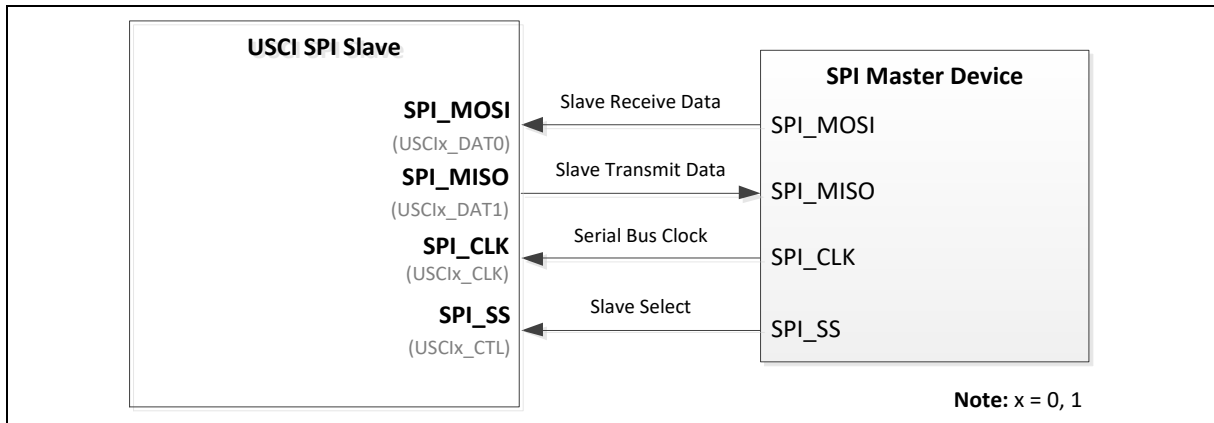 USCI SPI Slave
SPI_MOSI
(USCIx_DAT0)
SPI_MISO
(USCIx_DAT1)
SPI_CLK
(USCIx_CLK)
SPI_SS
(USCIx_CTL)
Slave Receive Data
Slave Transmit Data
Serial Bus Clock
Slave Select
SPI Master Device
SPI_MOSI
SPI_MISO
SPI_CLK
SPI_SS
Note: x = 0, 1